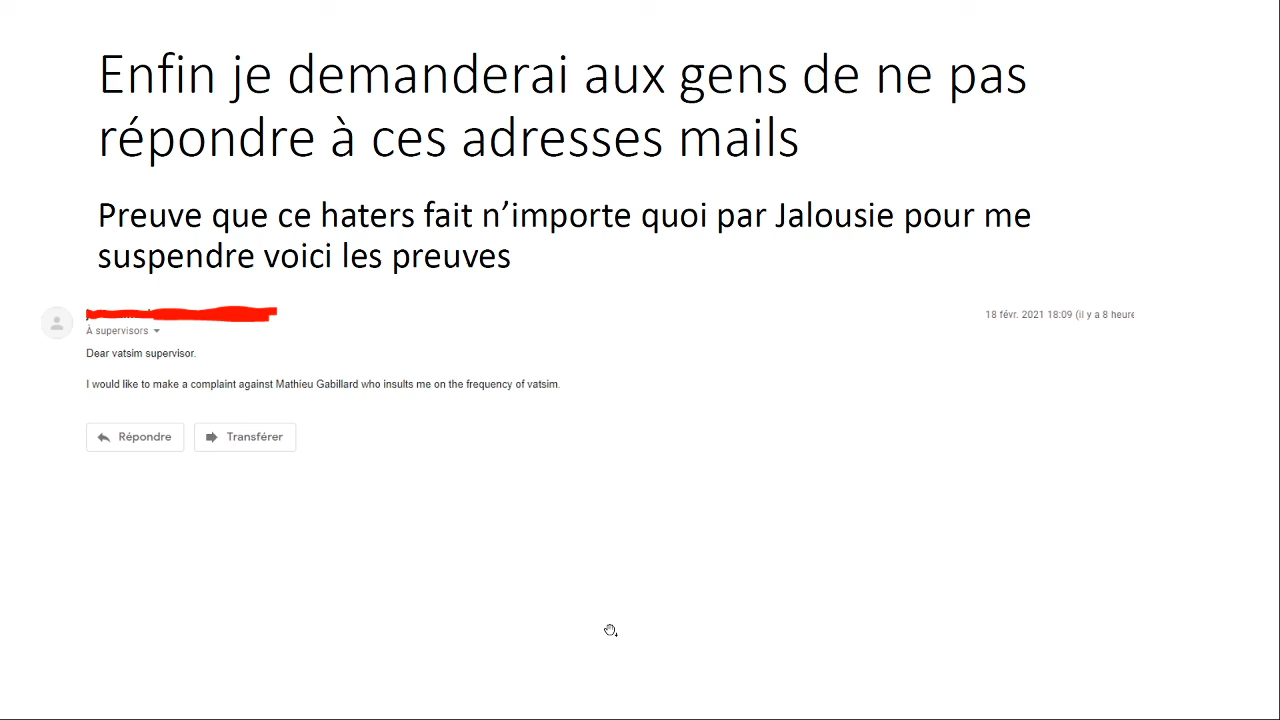 Enfin je demanderai aux gens de ne pas
répondre à ces adresses mails
Preuve que ce haters fait n’importe quoi par Jalousie pour me
suspendre voici les preuves
18 févr. 2021 18:09 (il y a 8 heure
À supervisors
Dear vatsim supervisor.
I would like to make a complaint against Mathieu Gabillard who insults me on the frequency of vatsim.
Répondre
Transférer